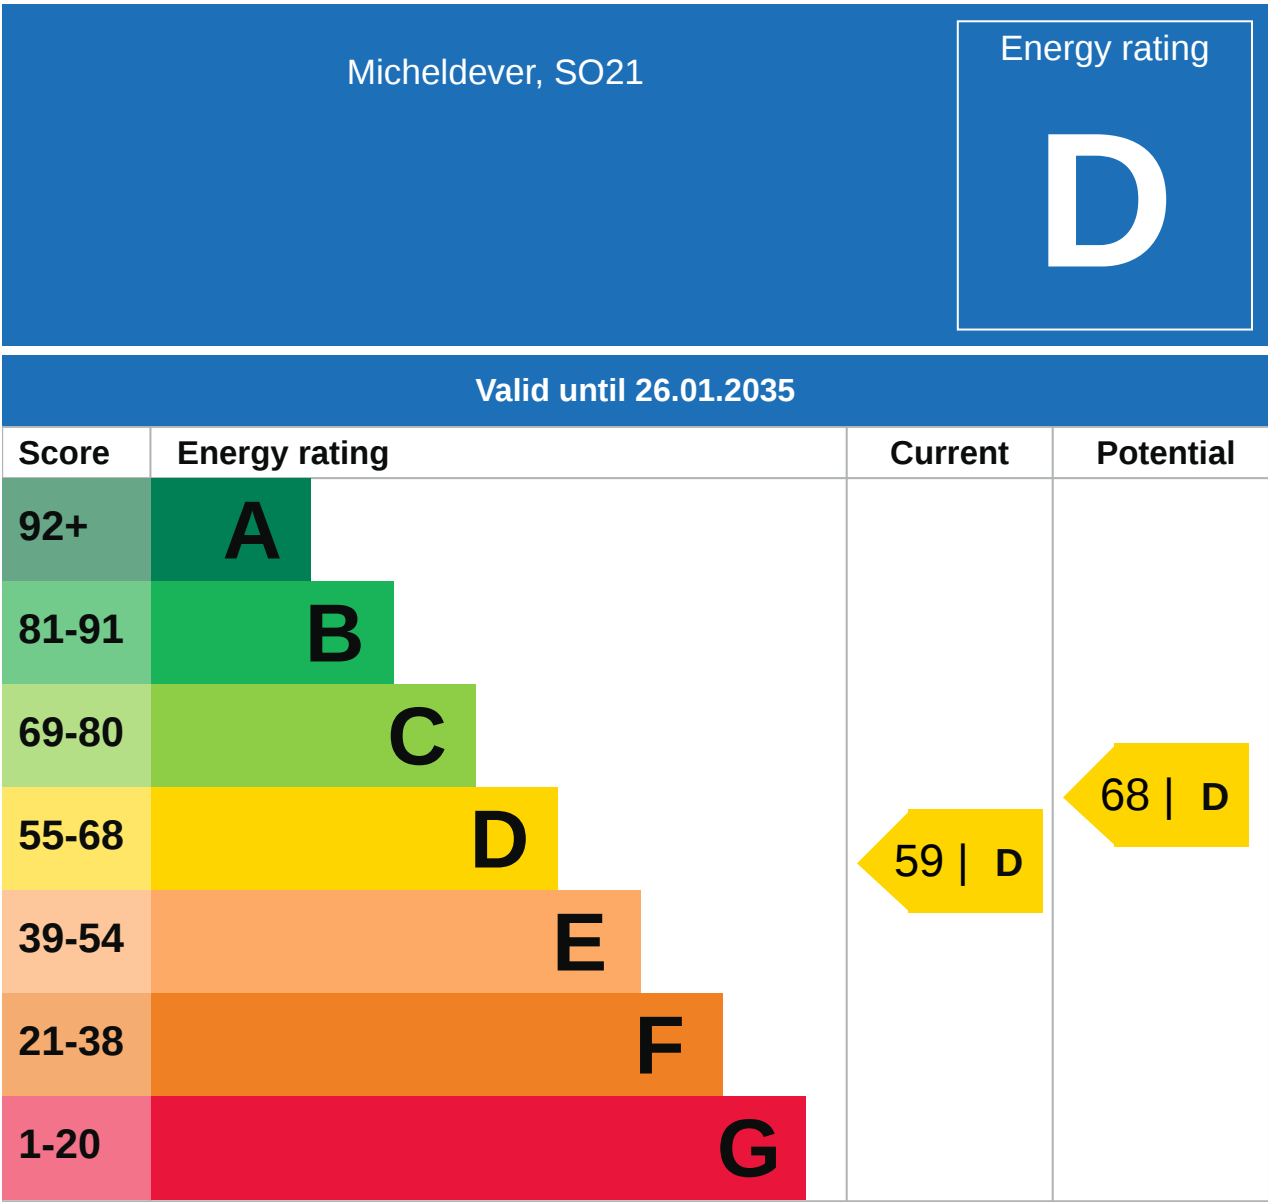 Micheldever, SO21
Energy rating
D
Valid until 26.01.2035
Score Energy rating Current Potential
92+ A
81-91 B
69-80 C
68 | D
55-68 D
59 | D
39-54 E
21-38 F
1-20 G